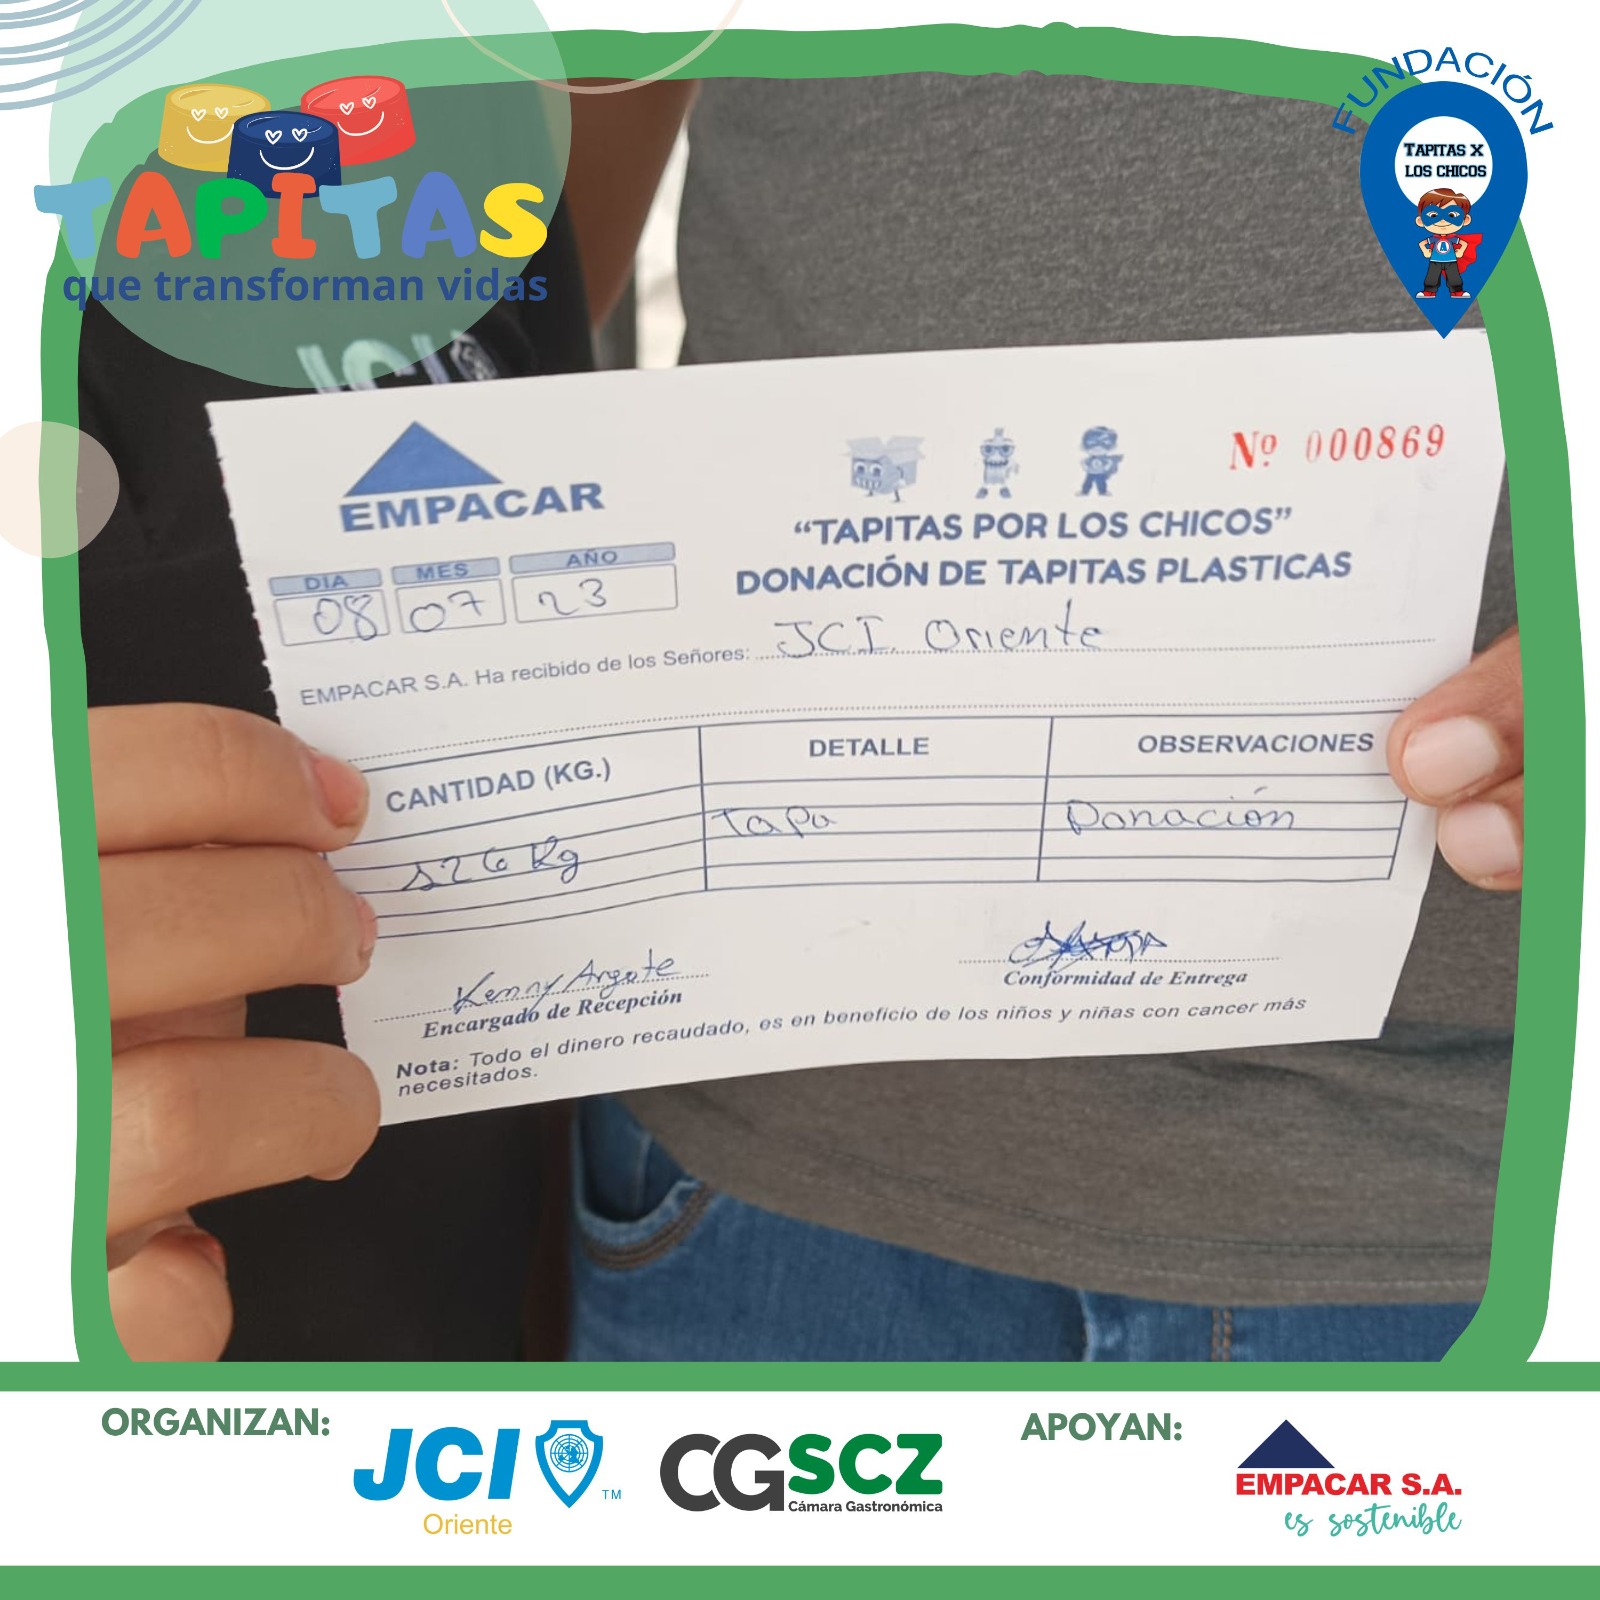 TAPITAS
que transforman vidas
FUNDACIÓN
TAPITAS X
LOS CHICOS
JCI
EMPACAR
Nº 000869
"TAPITAS POR LOS CHICOS"
DONACIÓN DE TAPITAS PLASTICAS
DIA MES AÑO
08 07 23
EMPACAR S.A. Ha recibido de los Señores: JCI Oriente
CANTIDAD (KG.) DETALLE OBSERVACIONES
126 Kg Tapa Donación
Kenny Argote
Encargado de Recepción
Conformidad de Entrega
Nota: Todo el dinero recaudado, es en beneficio de los niños y niñas con cancer más
necesitados.
ORGANIZAN:
JCI
TM
Oriente
CGSCZ
Cámara Gastronómica
APOYAN:
EMPACAR S.A.
es sostenible